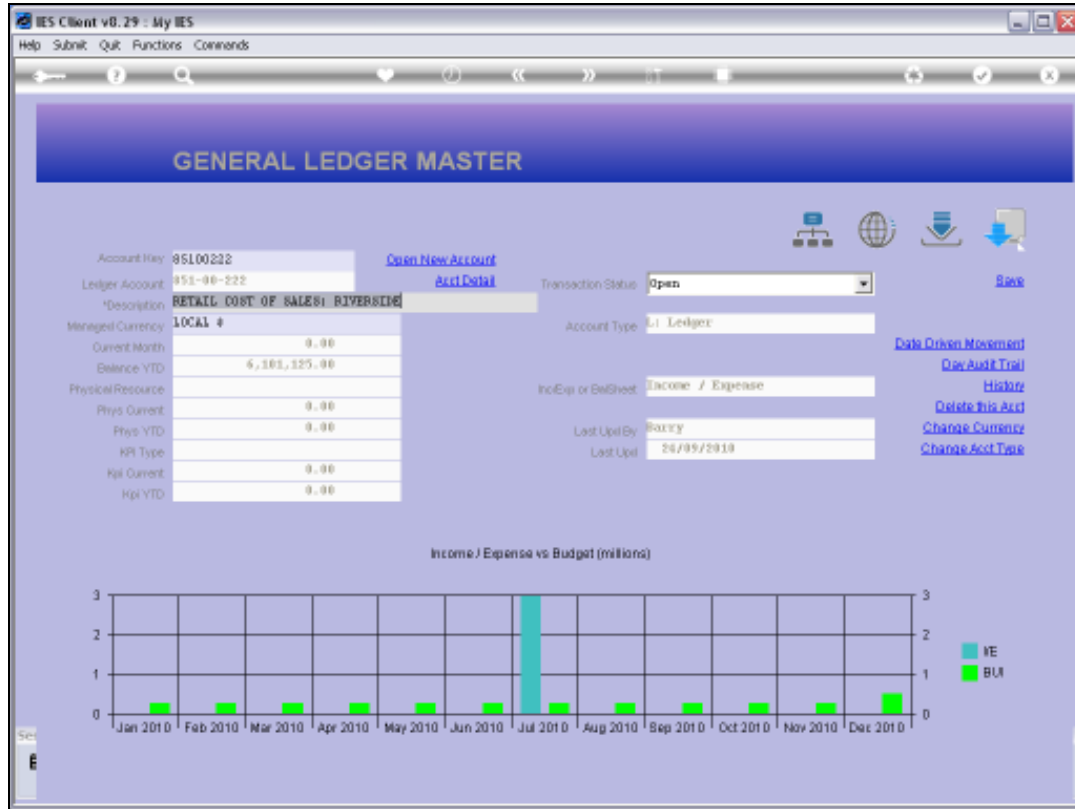 IES Client v8.29 : My IES
Help Submit Quit Functions Commands
GENERAL LEDGER MASTER
Account Key 85100222 Open New Account
Ledger Account 851-00-222 Acct Detail Transaction Status Open Save
*Description RETAIL COST OF SALES: RIVERSIDE
Managed Currency LOCAL # Account Type L: Ledger
Current Month 0.00 Date Driven Movement
Balance YTD 6,101,125.00 Day Audit Trail
Physical Resource Inc/Exp or BalSheet Income / Expense History
Phys Current 0.00 Delete this Acct
Phys YTD 0.00 Last Upd By Barry Change Currency
KPI Type Last Upd 26/09/2010 Change Acct Type
Kpi Current 0.00
Kpi YTD 0.00
Income / Expense vs Budget (millions)
3 3
2 2
1 1
0 0
I/E
BUI
Jan 2010 Feb 2010 Mar 2010 Apr 2010 May 2010 Jun 2010 Jul 2010 Aug 2010 Sep 2010 Oct 2010 Nov 2010 Dec 2010